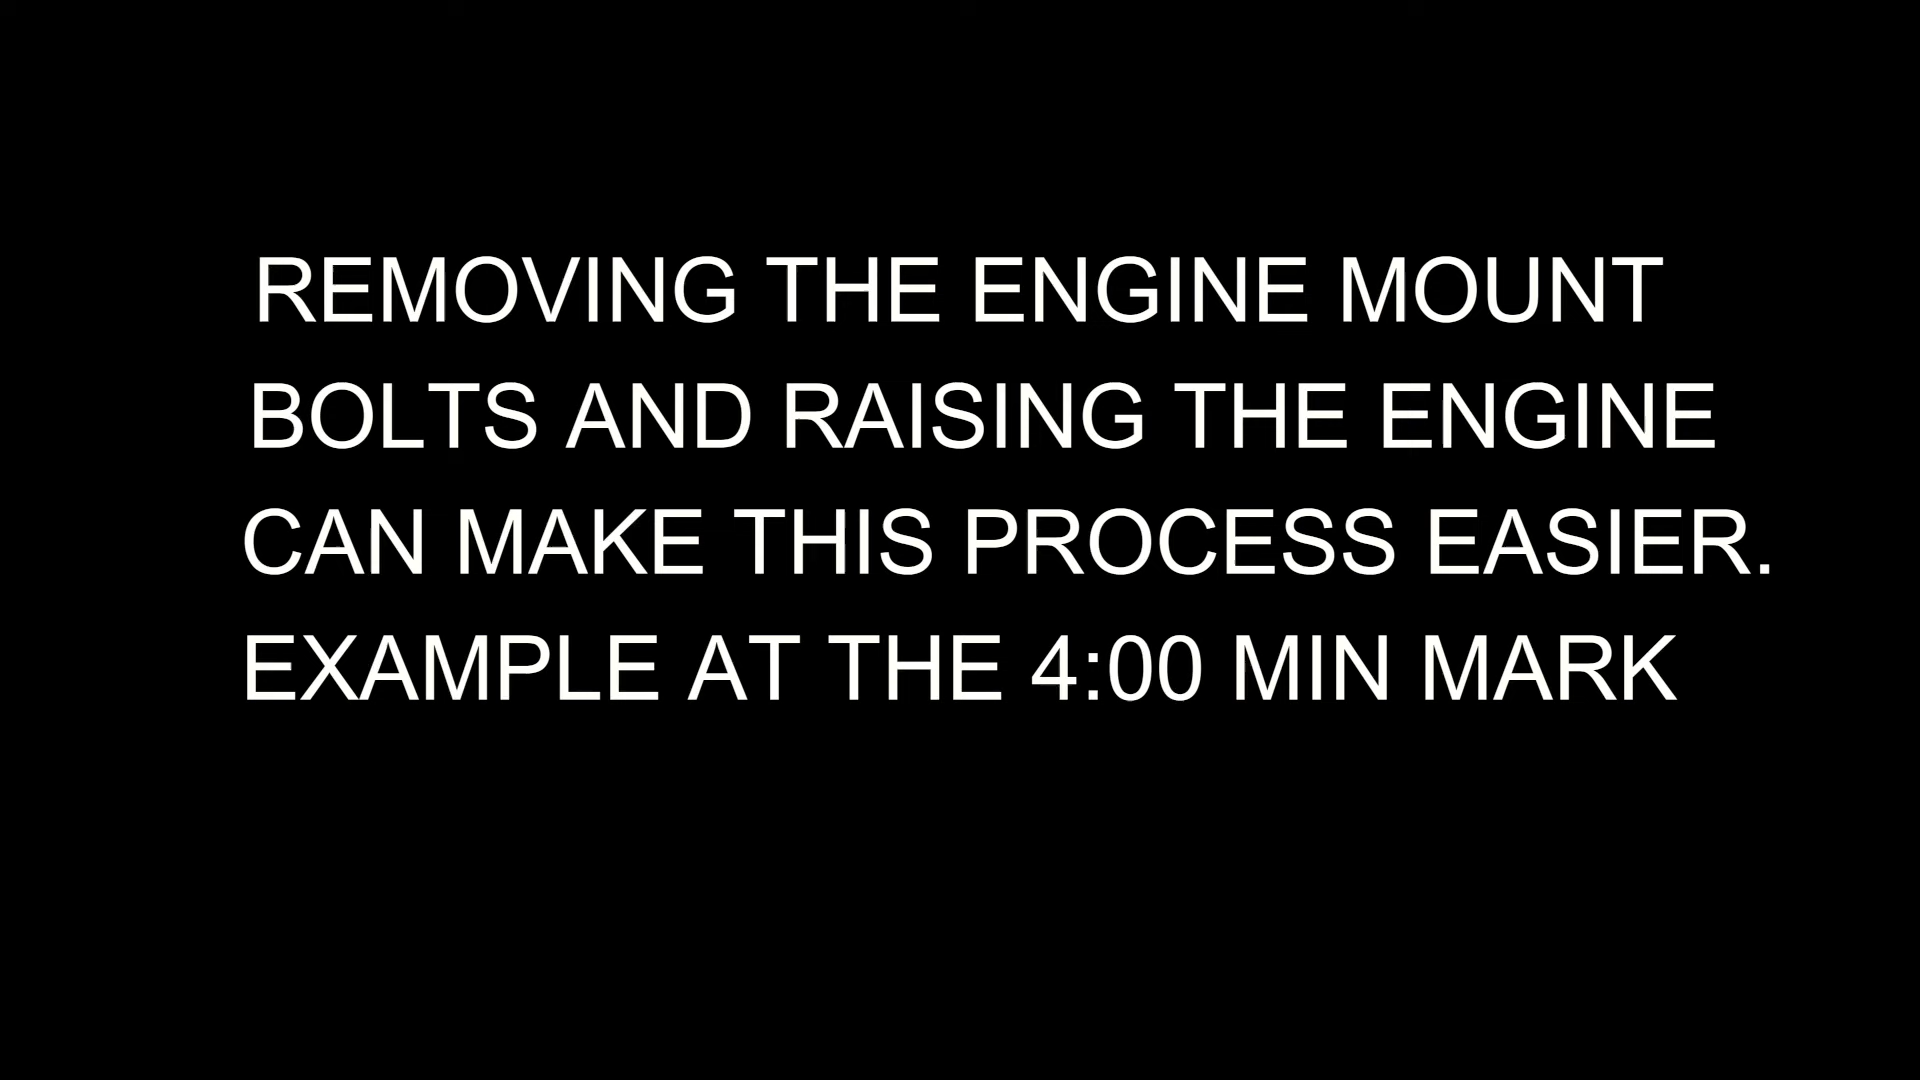 REMOVING THE ENGINE MOUNT
BOLTS AND RAISING THE ENGINE
CAN MAKE THIS PROCESS EASIER.
EXAMPLE AT THE 4:00 MIN MARK